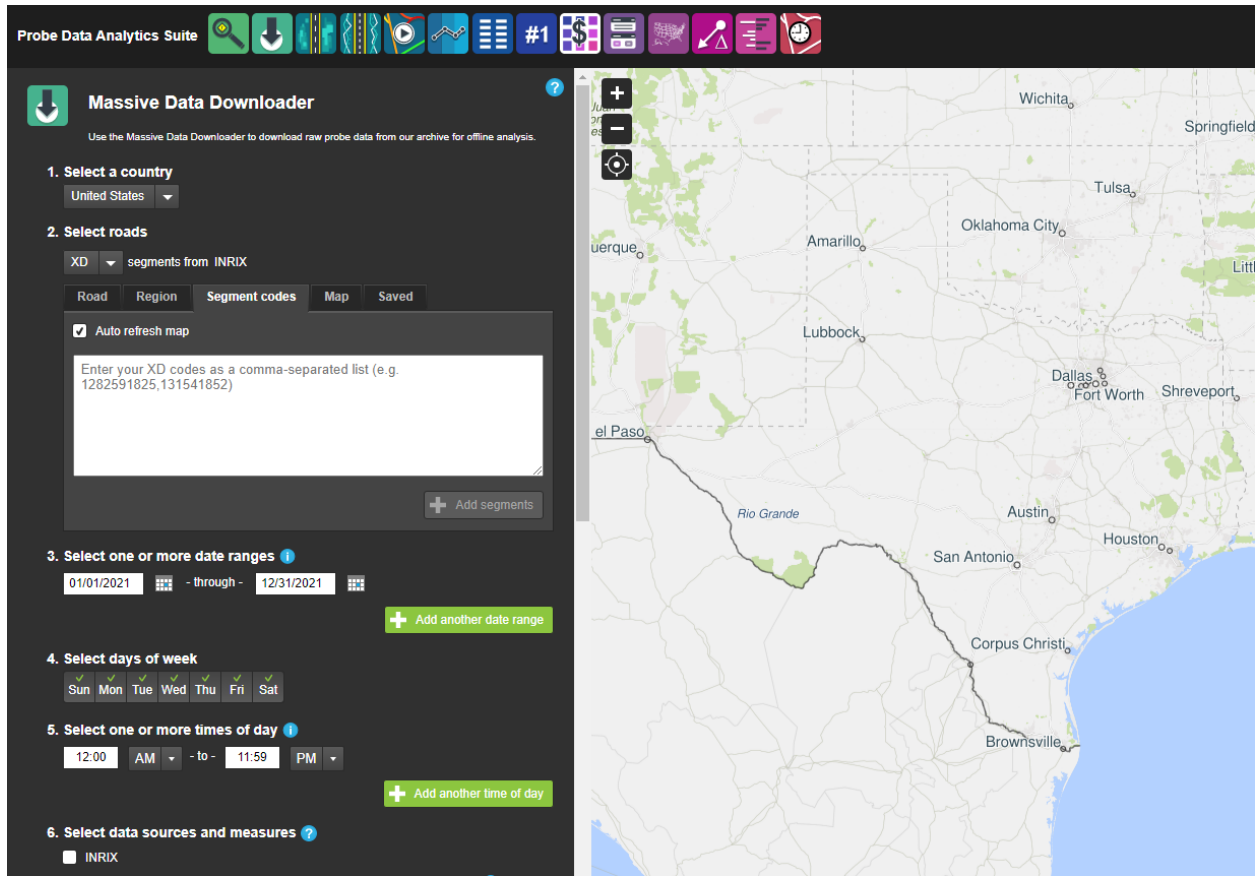 Probe Data Analytics Suite
#1
$
?
Massive Data Downloader
Use the Massive Data Downloader to download raw probe data from our archive for offline analysis.
1. Select a country
United States
2. Select roads
XD segments from INRIX
Road Region Segment codes Map Saved
Auto refresh map
Enter your XD codes as a comma-separated list (e.g.
1282591825,131541852)
Add segments
3. Select one or more date ranges i
01/01/2021 - through - 12/31/2021
Add another date range
4. Select days of week
Sun Mon Tue Wed Thu Fri Sat
5. Select one or more times of day i
12:00 AM - to - 11:59 PM
Add another time of day
6. Select data sources and measures ?
INRIX
+
−
Wichita
Springfield
Tulsa
Oklahoma City
uerque
Amarillo
Littl
Lubbock
Dallas
Fort Worth
Shreveport
el Paso
Rio Grande
Austin
Houston
San Antonio
Corpus Christi
Brownsville